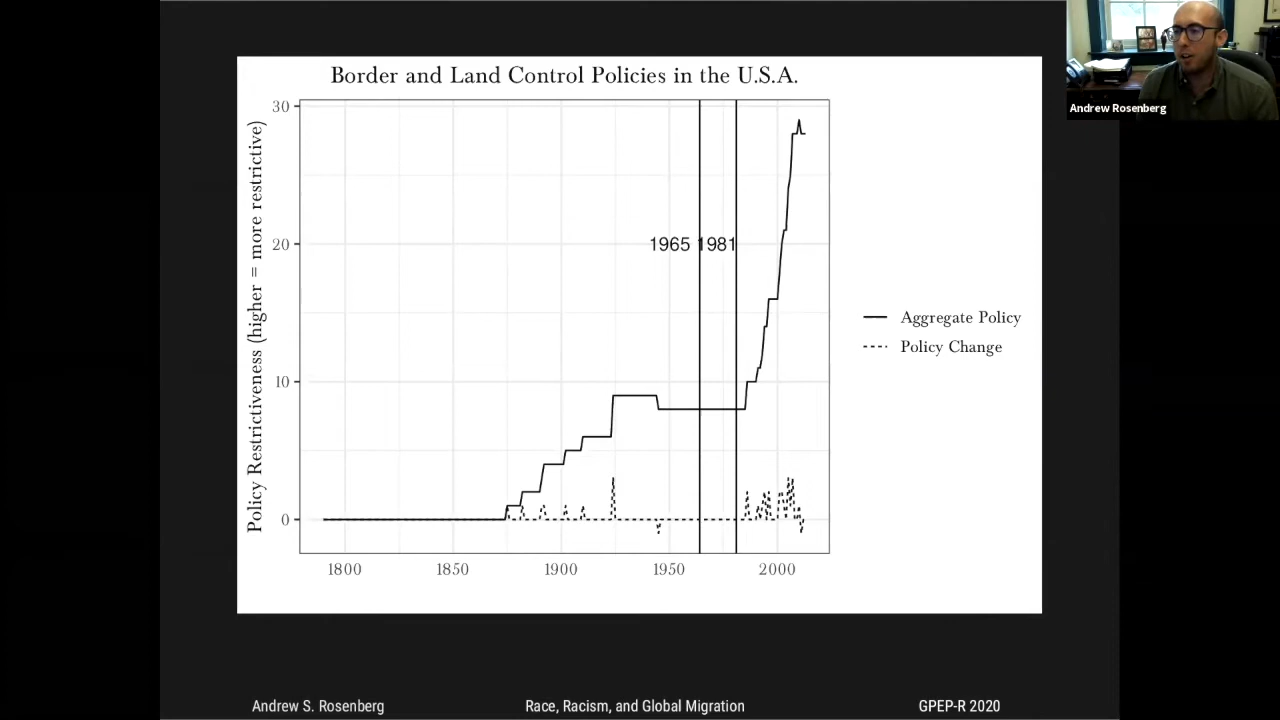 Border and Land Control Policies in the U.S.A.
Andrew Rosenberg
Policy Restrictiveness (higher = more restrictive)
30
20
10
0
1965
1981
1800
1850
1900
1950
2000
Aggregate Policy
Policy Change
Andrew S. Rosenberg
Race, Racism, and Global Migration
GPEP-R 2020